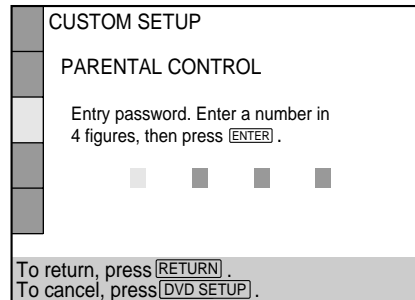 CUSTOM SETUP
PARENTAL CONTROL
Entry password. Enter a number in
4 figures, then press ENTER .
To return, press RETURN .
To cancel, press DVD SETUP .